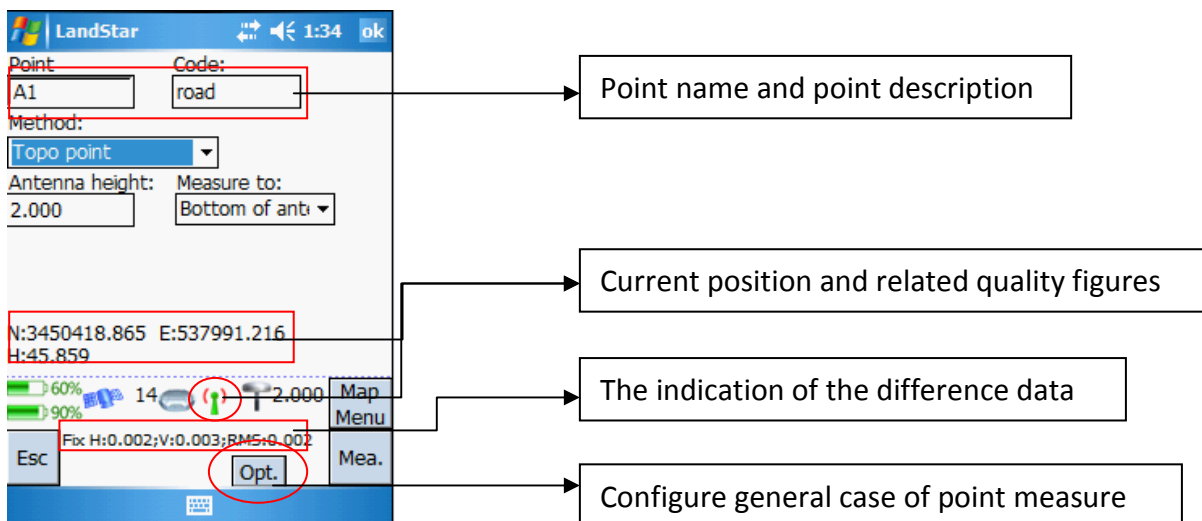 LandStar 1:34 ok
Point Code:
A1 road
Point name and point description
Method:
Topo point
Antenna height: Measure to:
2.000 Bottom of ante
Current position and related quality figures
N:3450418.865 E:537991.216
H:45.859
60% 14 2.000 Map
90% Menu
The indication of the difference data
Fix H:0.002;V:0.003;RMS:0.002
Esc Opt. Mea.
Configure general case of point measure